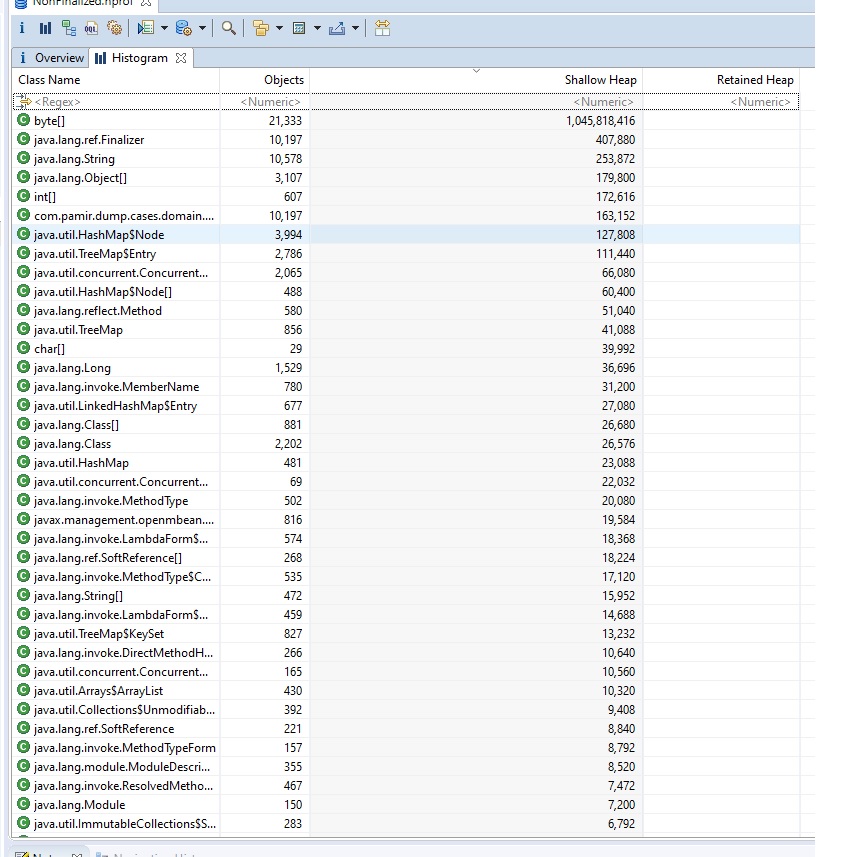 NonFinalized.hprof
i Overview Histogram
Class Name Objects Shallow Heap Retained Heap
<Regex> <Numeric> <Numeric> <Numeric>
byte[] 21,333 1,045,818,416
java.lang.ref.Finalizer 10,197 407,880
java.lang.String 10,578 253,872
java.lang.Object[] 3,107 179,800
int[] 607 172,616
com.pamir.dump.cases.domain.... 10,197 163,152
java.util.HashMap$Node 3,994 127,808
java.util.TreeMap$Entry 2,786 111,440
java.util.concurrent.Concurrent... 2,065 66,080
java.util.HashMap$Node[] 488 60,400
java.lang.reflect.Method 580 51,040
java.util.TreeMap 856 41,088
char[] 29 39,992
java.lang.Long 1,529 36,696
java.lang.invoke.MemberName 780 31,200
java.util.LinkedHashMap$Entry 677 27,080
java.lang.Class[] 881 26,680
java.lang.Class 2,202 26,576
java.util.HashMap 481 23,088
java.util.concurrent.Concurrent... 69 22,032
java.lang.invoke.MethodType 502 20,080
javax.management.openmbean.... 816 19,584
java.lang.invoke.LambdaForm$... 574 18,368
java.lang.ref.SoftReference[] 268 18,224
java.lang.invoke.MethodType$C... 535 17,120
java.lang.String[] 472 15,952
java.lang.invoke.LambdaForm$... 459 14,688
java.util.TreeMap$KeySet 827 13,232
java.lang.invoke.DirectMethodH... 266 10,640
java.util.concurrent.Concurrent... 165 10,560
java.util.Arrays$ArrayList 430 10,320
java.util.Collections$Unmodifiab... 392 9,408
java.lang.ref.SoftReference 221 8,840
java.lang.invoke.MethodTypeForm 157 8,792
java.lang.module.ModuleDescri... 355 8,520
java.lang.invoke.ResolvedMetho... 467 7,472
java.lang.Module 150 7,200
java.util.ImmutableCollections$S... 283 6,792